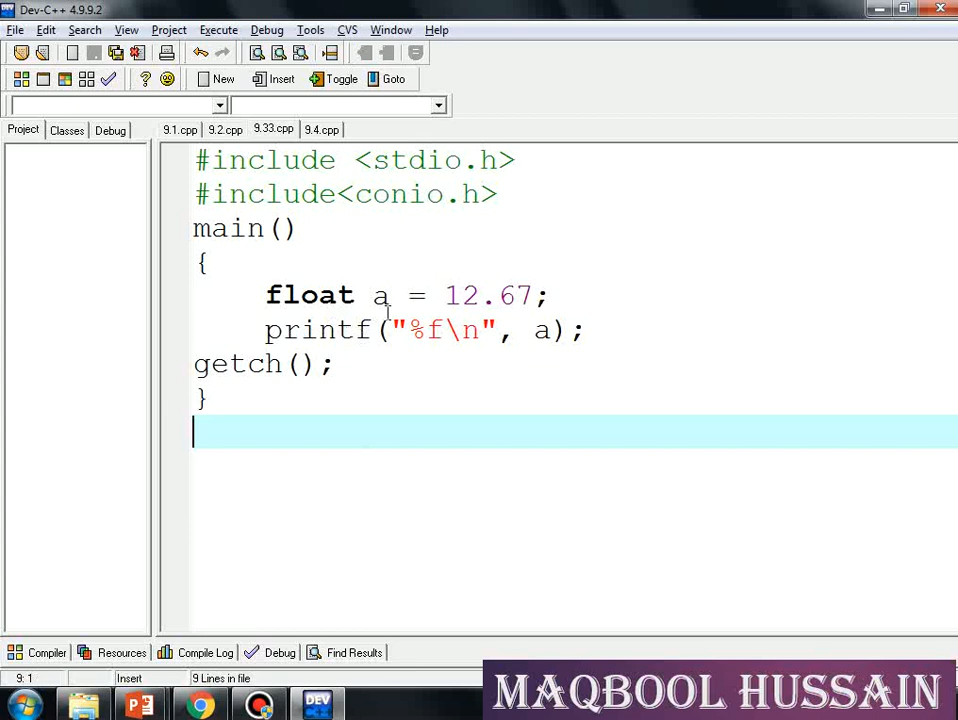 Dev-C++ 4.9.9.2
File Edit Search View Project Execute Debug Tools CVS Window Help
New Insert Toggle Goto
Project Classes Debug 9.1.cpp 9.2.cpp 9.33.cpp 9.4.cpp
#include <stdio.h>
#include<conio.h>
main()
{
float a = 12.67;
printf("%f\n", a);
getch();
}
Compiler Resources Compile Log Debug Find Results
9: 1 Insert 9 Lines in file
DEV
MAQBOOL HUSSAIN